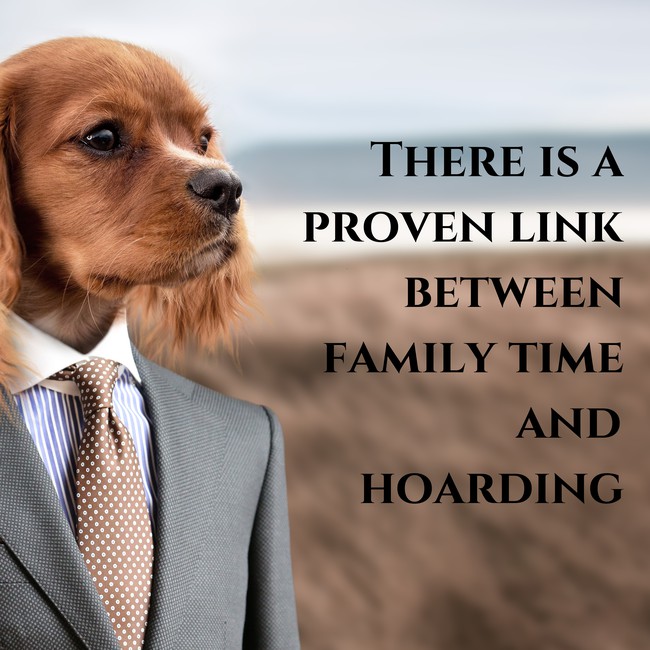 THERE IS A
PROVEN LINK
BETWEEN
FAMILY TIME
AND
HOARDING